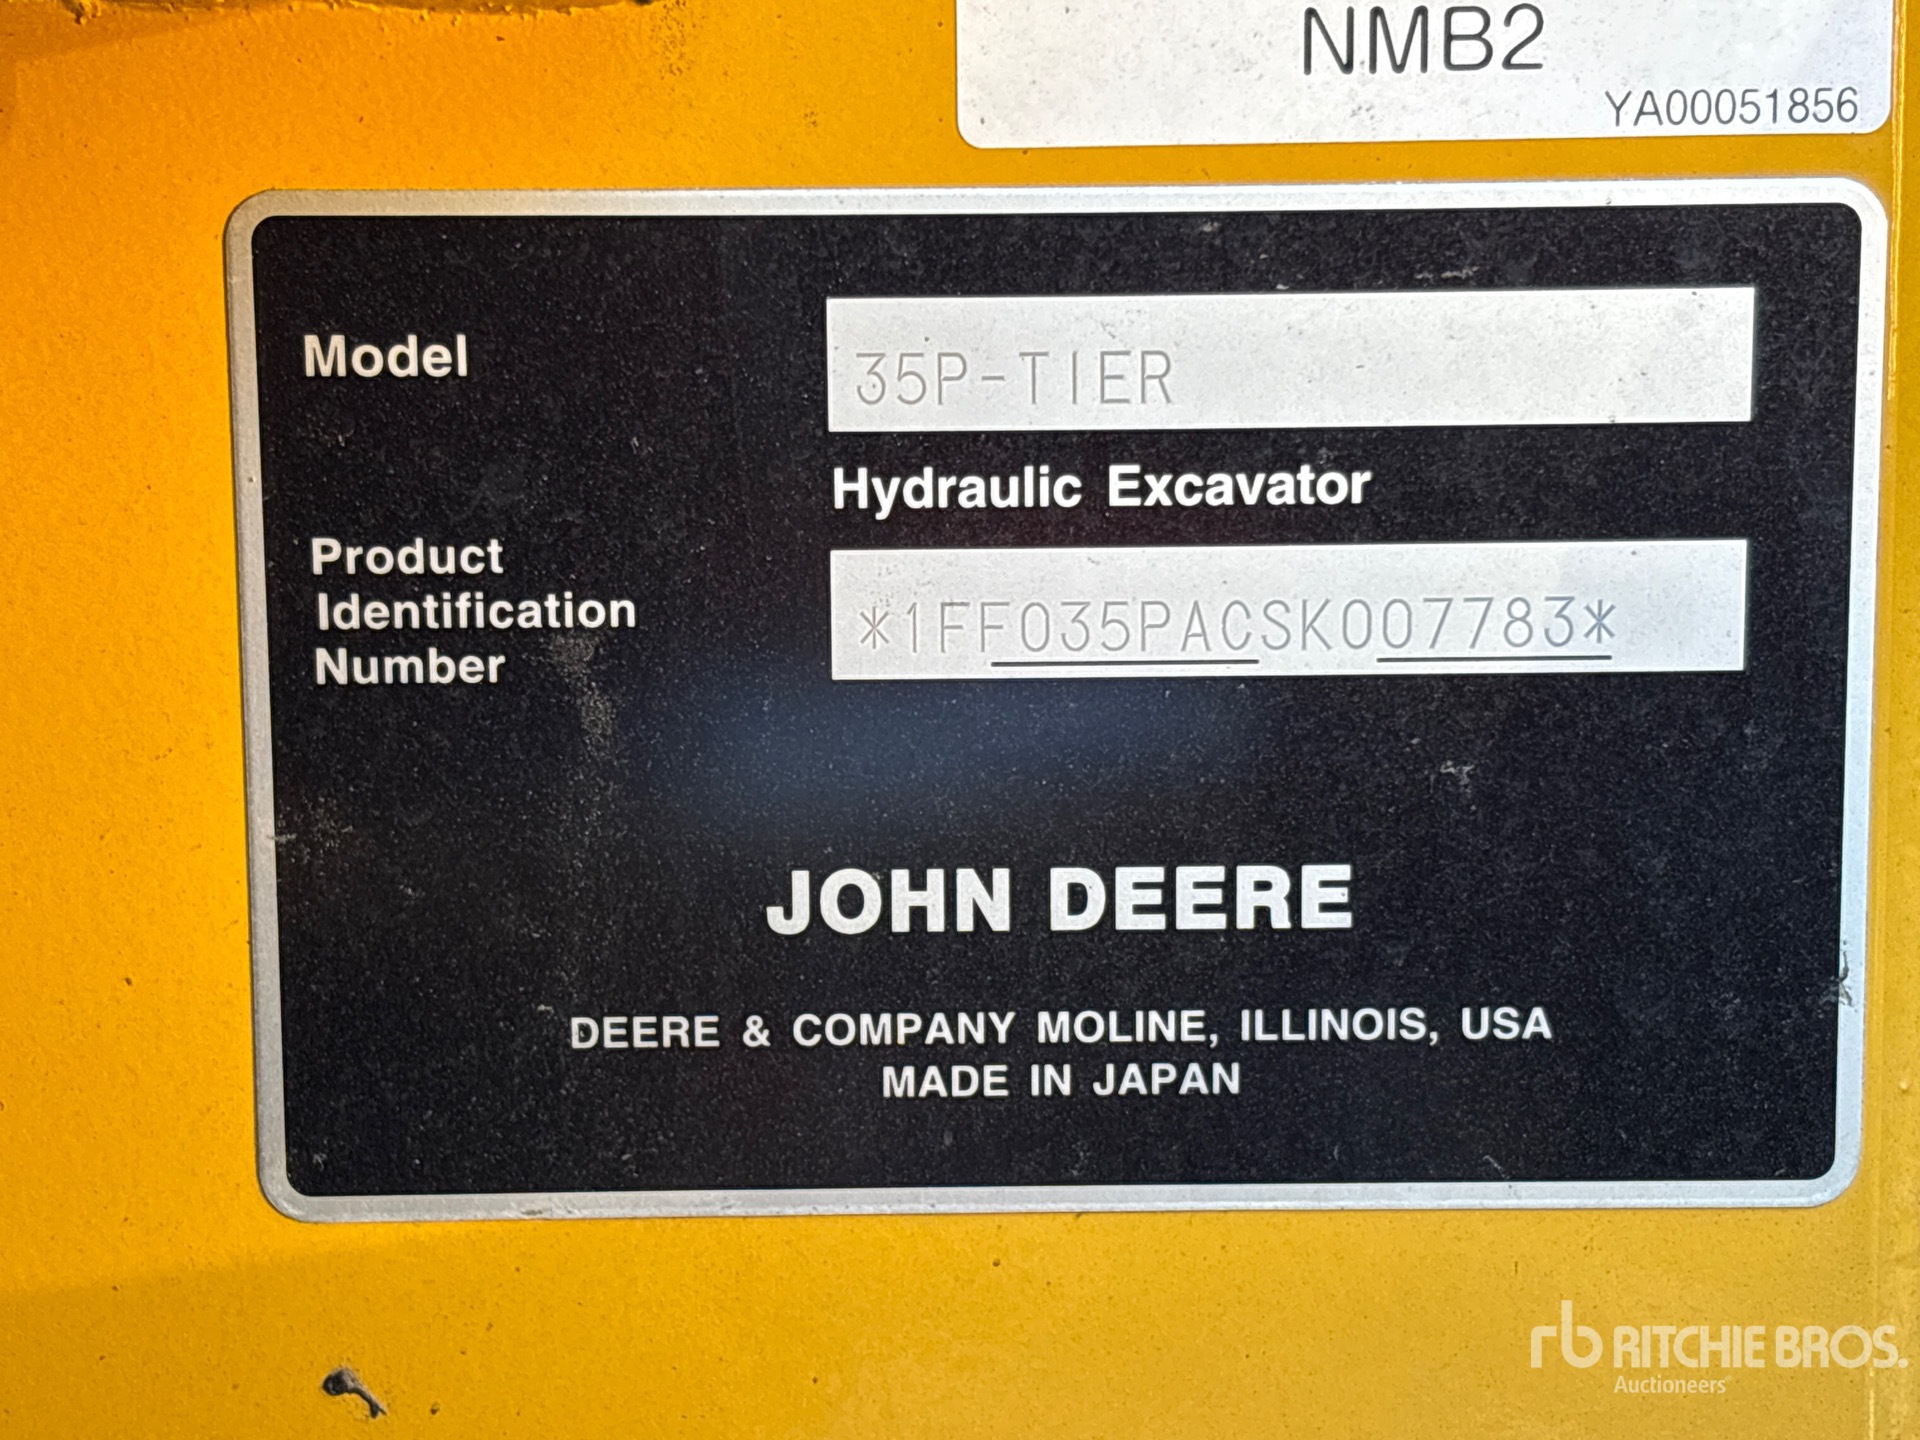 NMB2
YA00051856
Model
35P-TIER
Hydraulic Excavator
Product
Identification
Number
*1FF035PACSK007783*
JOHN DEERE
DEERE & COMPANY MOLINE, ILLINOIS, USA
MADE IN JAPAN
rb RITCHIE BROS.
Auctioneers